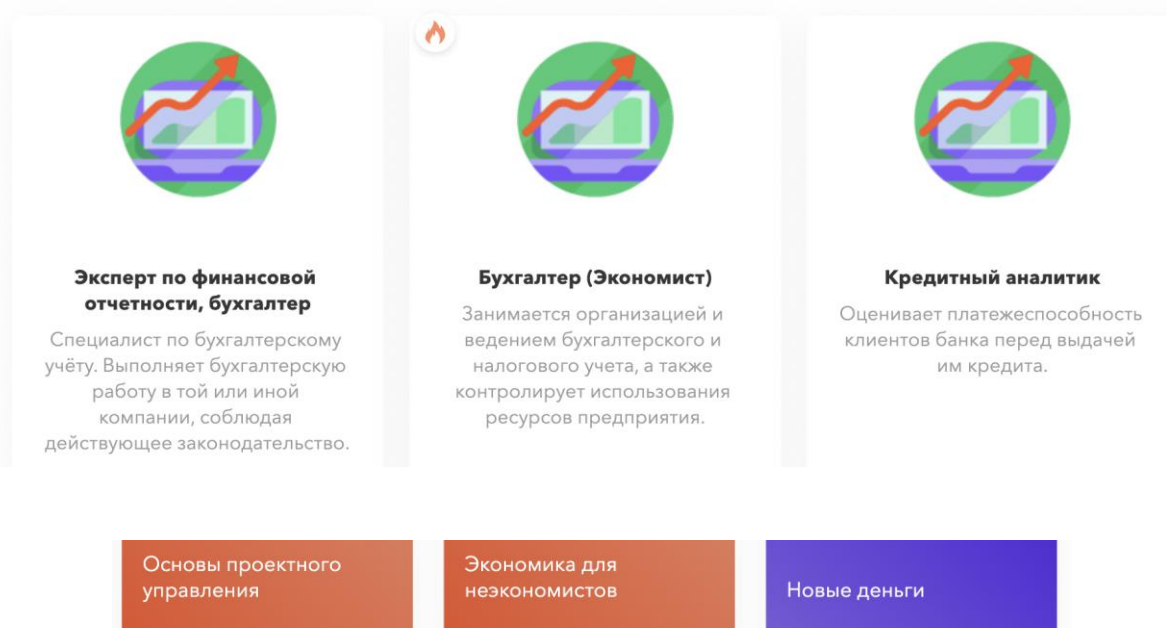 Эксперт по финансовой
отчетности, бухгалтер
Специалист по бухгалтерскому
учёту. Выполняет бухгалтерскую
работу в той или иной
компании, соблюдая
действующее законодательство.
Бухгалтер (Экономист)
Занимается организацией и
ведением бухгалтерского и
налогового учета, а также
контролирует использования
ресурсов предприятия.
Кредитный аналитик
Оценивает платежеспособность
клиентов банка перед выдачей
им кредита.
Основы проектного
управления
Экономика для
неэкономистов
Новые деньги